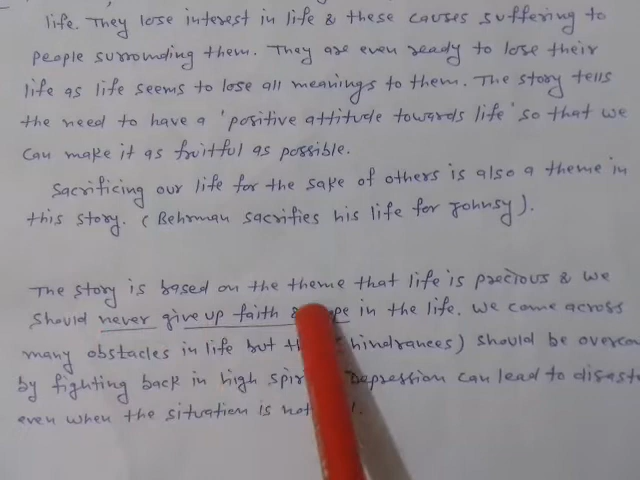 life. They lose interest in life & these causes suffering to
people surrounding them. They are even ready to lose their
life as life seems to lose all meanings to them. The story tells
the need to have a 'positive attitude towards life' so that we
can make it as fruitful as possible.
Sacrificing our life for the sake of others is also a theme in
this story. (Behrman sacrifies his life for Johnsy).
The story is based on the theme that life is precious & we
should never give up faith & in the life. We come across
many obstacles in life but hindrances) should be
by fighting back in high Depression can lead to
even when the situation is